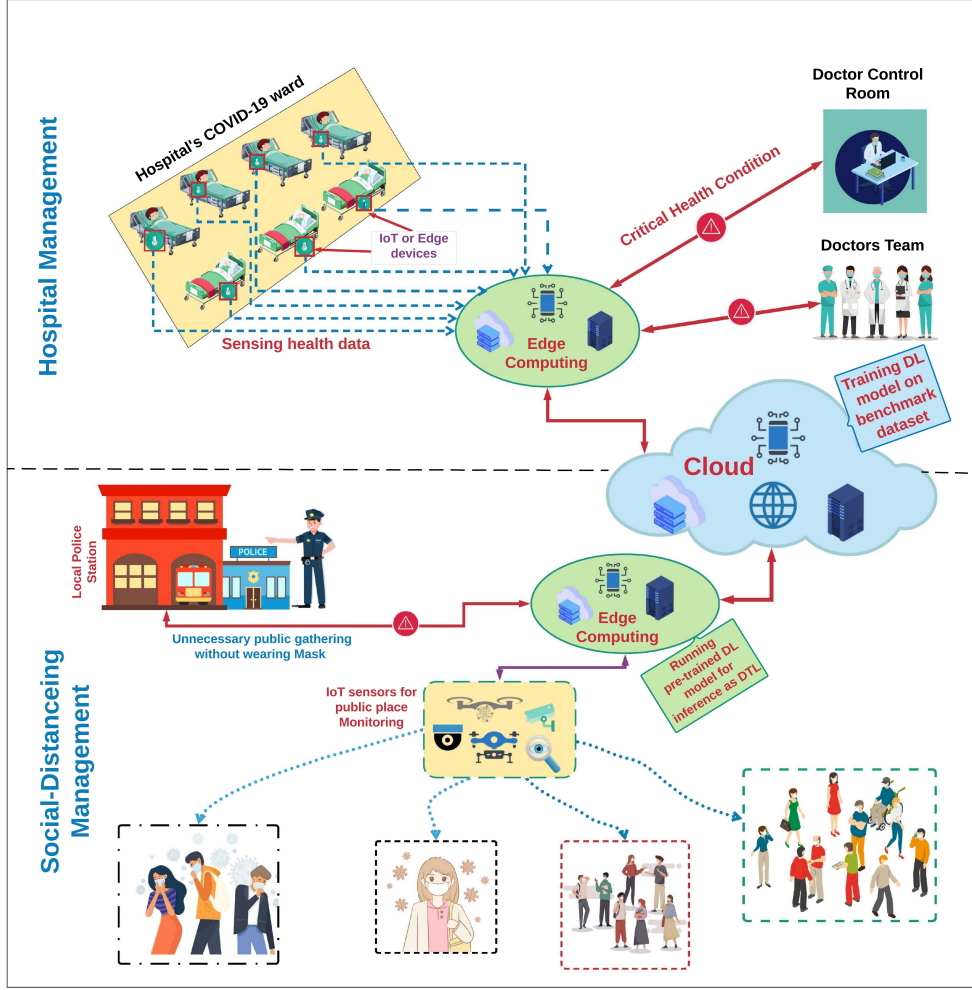 Hospital Management
Hospital's COVID-19 ward
IoT or Edge
devices
Sensing health data
Critical Health Condition
Doctor Control
Room
Doctors Team
Edge
Computing
Training DL
model on
benchmark
dataset
Cloud
Local Police
Station
POLICE
Unnecessary public gathering
without wearing Mask
Edge
Computing
Running
pre-trained DL
model for
inference as DTL
Social-Distanceing
Management
IoT sensors for
public place
Monitoring